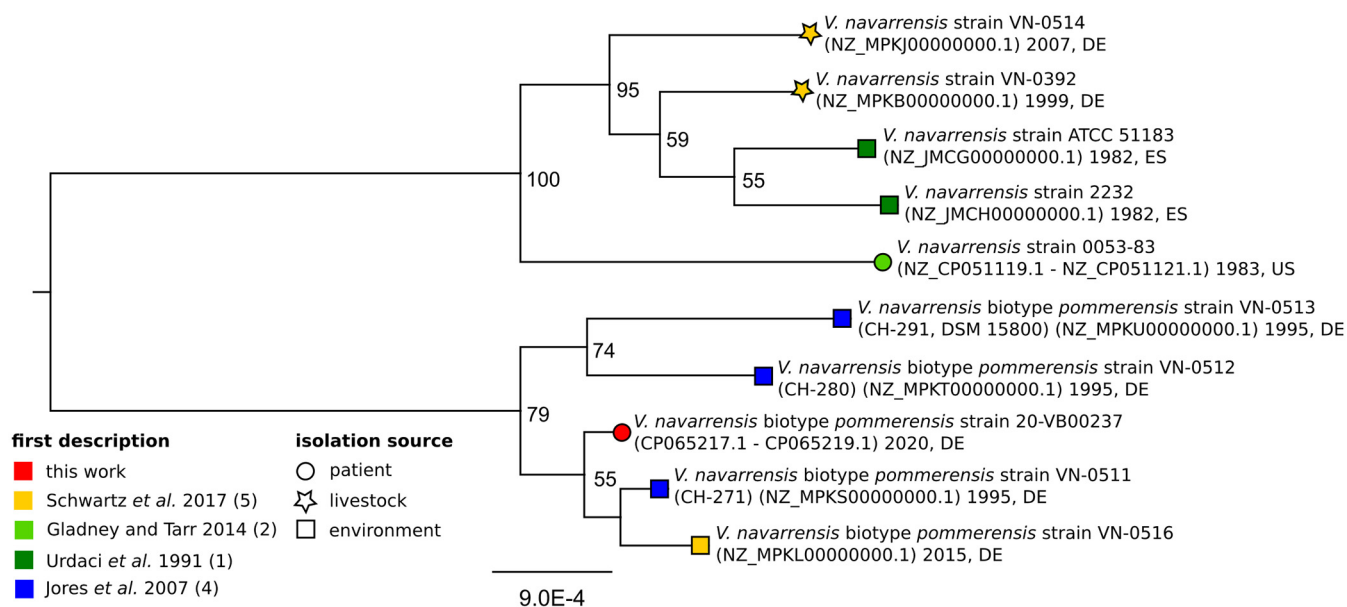 V. navarrensis strain VN-0514
(NZ_MPKJ00000000.1) 2007, DE
V. navarrensis strain VN-0392
(NZ_MPKB00000000.1) 1999, DE
95
V. navarrensis strain ATCC 51183
(NZ_JMCG00000000.1) 1982, ES
59
V. navarrensis strain 2232
(NZ_JMCH00000000.1) 1982, ES
55
100
V. navarrensis strain 0053-83
(NZ_CP051119.1 - NZ_CP051121.1) 1983, US
V. navarrensis biotype pommerensis strain VN-0513
(CH-291, DSM 15800) (NZ_MPKU00000000.1) 1995, DE
74
V. navarrensis biotype pommerensis strain VN-0512
(CH-280) (NZ_MPKT00000000.1) 1995, DE
79
V. navarrensis biotype pommerensis strain 20-VB00237
(CP065217.1 - CP065219.1) 2020, DE
55
V. navarrensis biotype pommerensis strain VN-0511
(CH-271) (NZ_MPKS00000000.1) 1995, DE
V. navarrensis biotype pommerensis strain VN-0516
(NZ_MPKL00000000.1) 2015, DE
first description
this work
Schwartz et al. 2017 (5)
Gladney and Tarr 2014 (2)
Urdaci et al. 1991 (1)
Jores et al. 2007 (4)
isolation source
patient
livestock
environment
9.0E-4